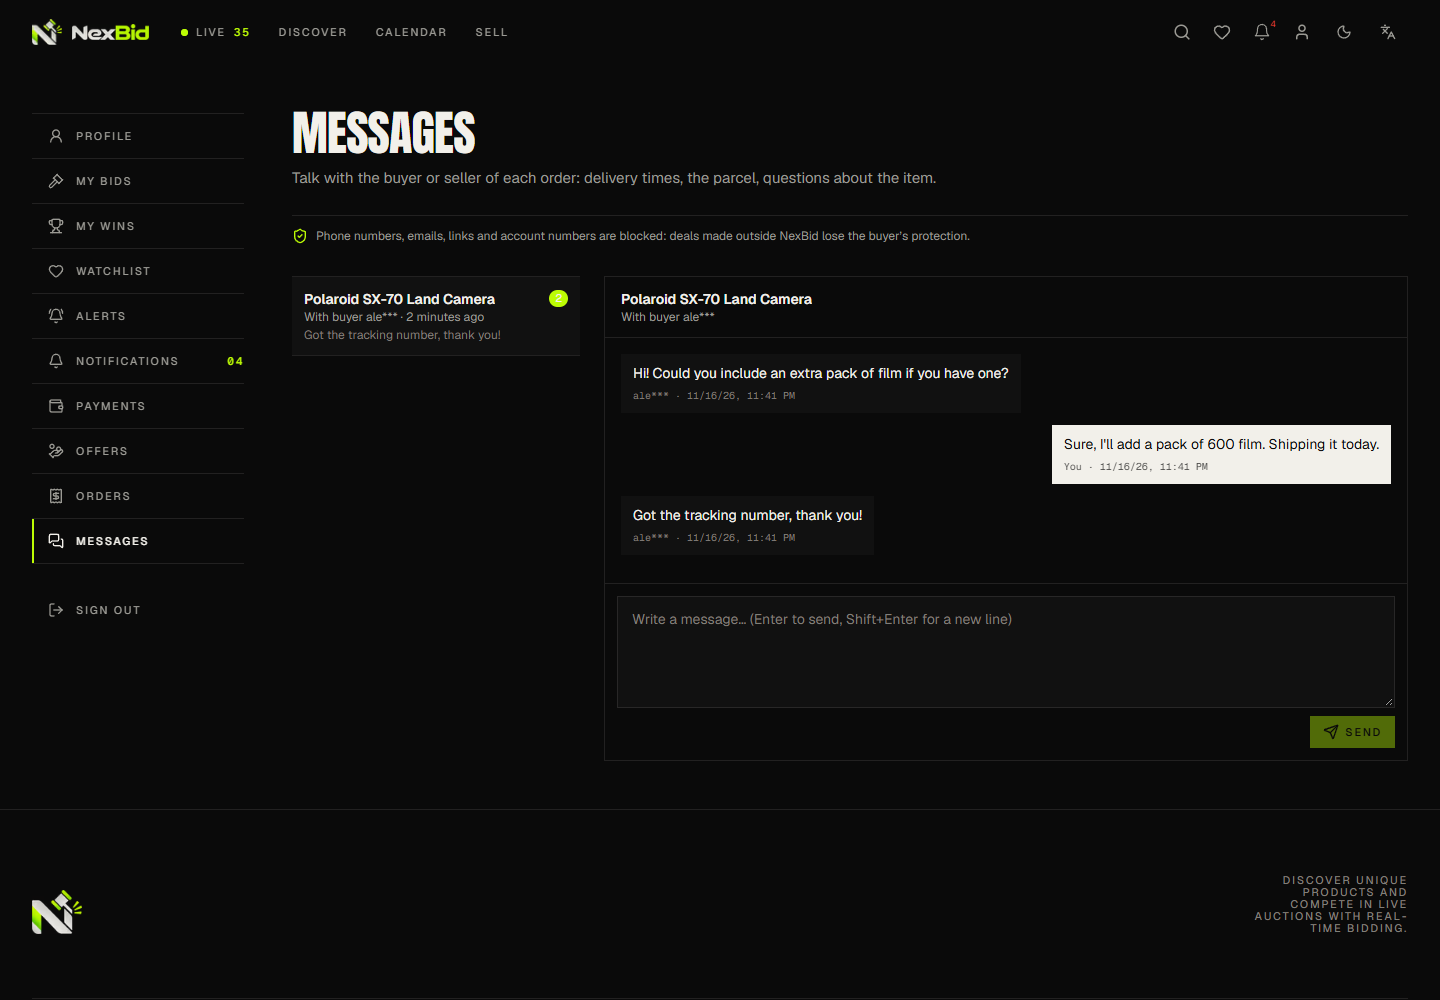 NexBid
LIVE 35
DISCOVER
CALENDAR
SELL
4
PROFILE
MY BIDS
MY WINS
WATCHLIST
ALERTS
NOTIFICATIONS 04
PAYMENTS
OFFERS
ORDERS
MESSAGES
SIGN OUT
MESSAGES
Talk with the buyer or seller of each order: delivery times, the parcel, questions about the item.
Phone numbers, emails, links and account numbers are blocked: deals made outside NexBid lose the buyer's protection.
Polaroid SX-70 Land Camera 2
With buyer ale*** · 2 minutes ago
Got the tracking number, thank you!
Polaroid SX-70 Land Camera
With buyer ale***
Hi! Could you include an extra pack of film if you have one?
ale*** · 11/16/26, 11:41 PM
Sure, I'll add a pack of 600 film. Shipping it today.
You · 11/16/26, 11:41 PM
Got the tracking number, thank you!
ale*** · 11/16/26, 11:41 PM
Write a message… (Enter to send, Shift+Enter for a new line)
SEND
DISCOVER UNIQUE
PRODUCTS AND
COMPETE IN LIVE
AUCTIONS WITH REAL-
TIME BIDDING.